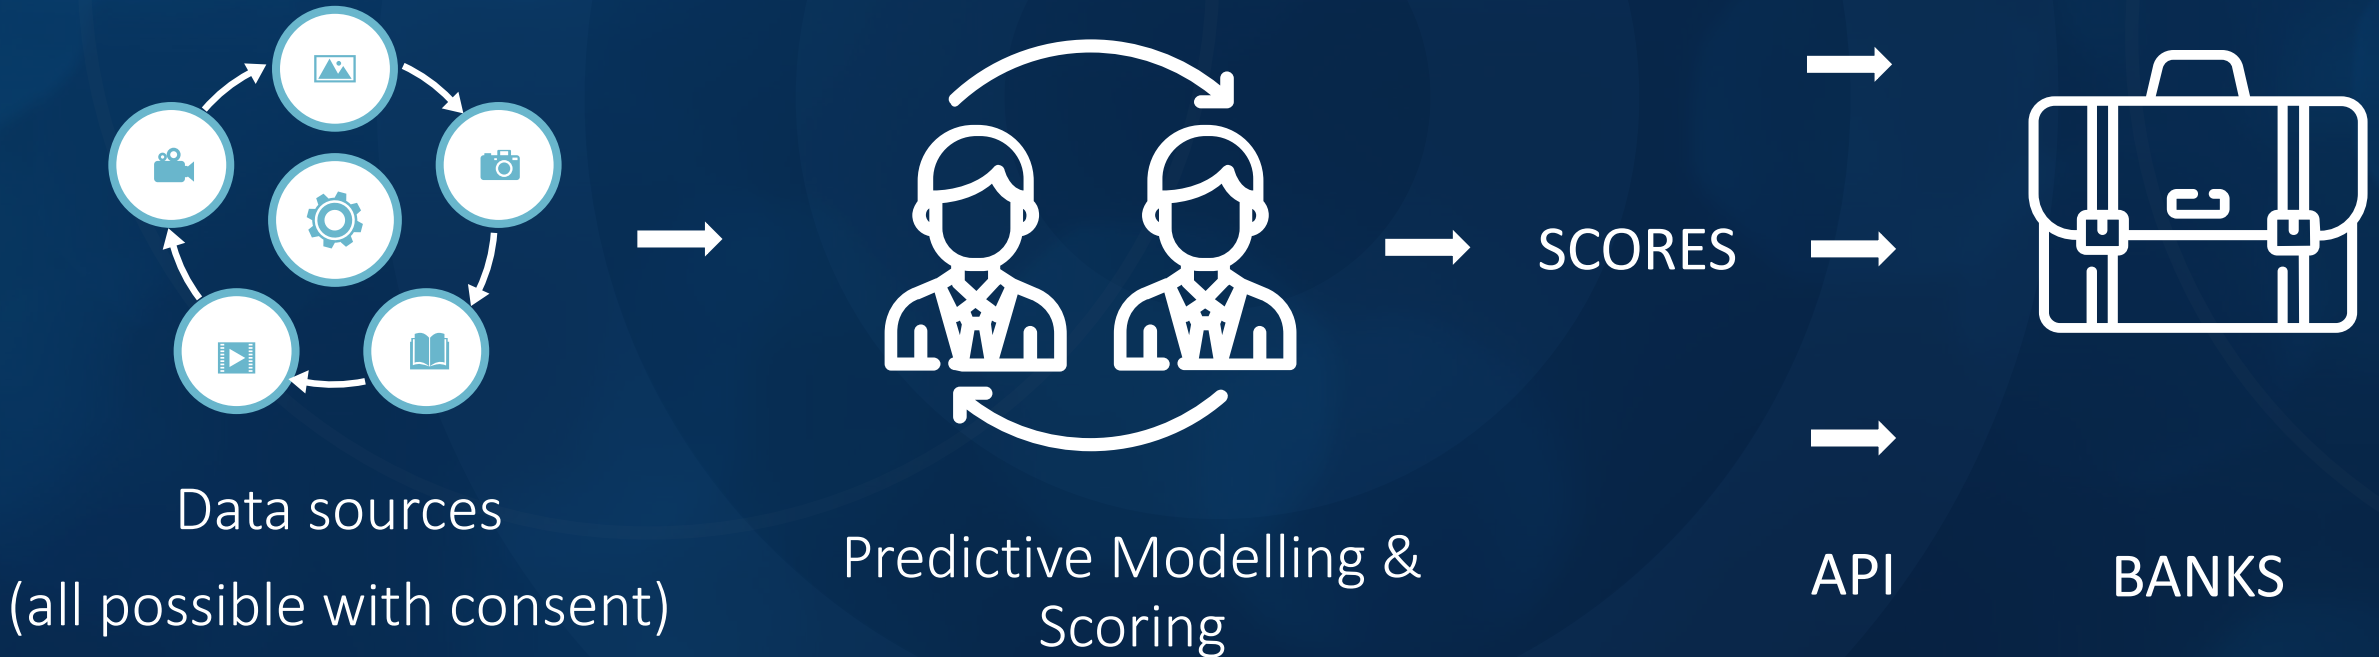 Data sources
(all possible with consent)
Predictive Modelling &
Scoring
SCORES
API
BANKS